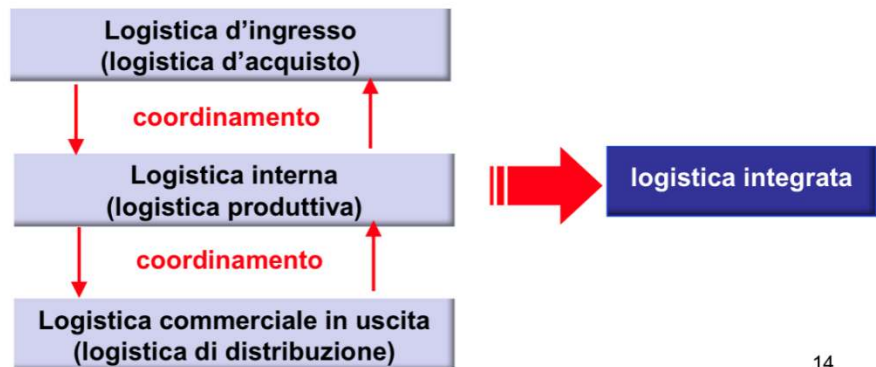 Logistica d’ingresso
(logistica d’acquisto)
coordinamento
Logistica interna
(logistica produttiva)
logistica integrata
coordinamento
Logistica commerciale in uscita
(logistica di distribuzione)
14